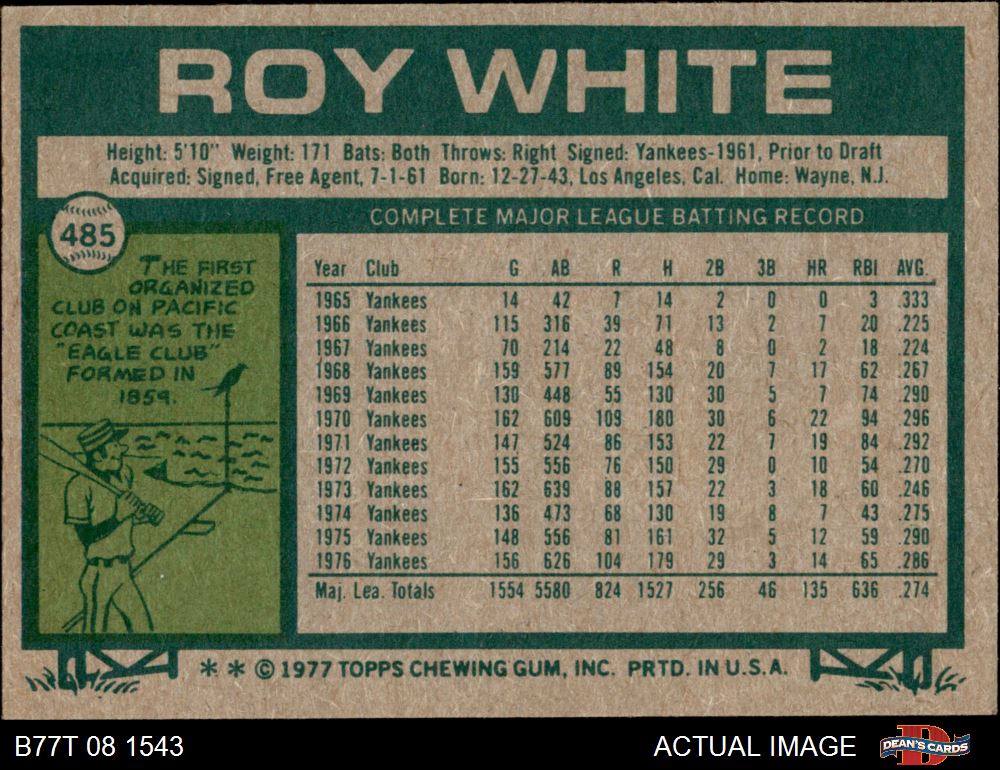 ROY WHITE
Height: 5'10" Weight: 171 Bats: Both Throws: Right Signed: Yankees-1961, Prior to Draft
Acquired: Signed, Free Agent, 7-1-61 Born: 12-27-43, Los Angeles, Cal. Home: Wayne, N.J.
485
THE FIRST
ORGANIZED
CLUB ON PACIFIC
COAST WAS THE
"EAGLE CLUB"
FORMED IN
1859.
COMPLETE MAJOR LEAGUE BATTING RECORD
Year Club G AB R H 2B 3B HR RBI AVG.
1965 Yankees 14 42 7 14 2 0 0 3 .333
1966 Yankees 115 316 39 71 13 2 7 20 .225
1967 Yankees 70 214 22 48 8 0 2 18 .224
1968 Yankees 159 577 89 154 20 7 17 62 .267
1969 Yankees 130 448 55 130 30 5 7 74 .290
1970 Yankees 162 609 109 180 30 6 22 94 .296
1971 Yankees 147 524 86 153 22 7 19 84 .292
1972 Yankees 155 556 76 150 29 0 10 54 .270
1973 Yankees 162 639 88 157 22 3 18 60 .246
1974 Yankees 136 473 68 130 19 8 7 43 .275
1975 Yankees 148 556 81 161 32 5 12 59 .290
1976 Yankees 156 626 104 179 29 3 14 65 .286
Maj. Lea. Totals 1554 5580 824 1527 256 46 135 636 .274
* * © 1977 TOPPS CHEWING GUM, INC. PRTD. IN U.S.A.
B77T 08 1543
ACTUAL IMAGE
D
DEAN'S CARDS